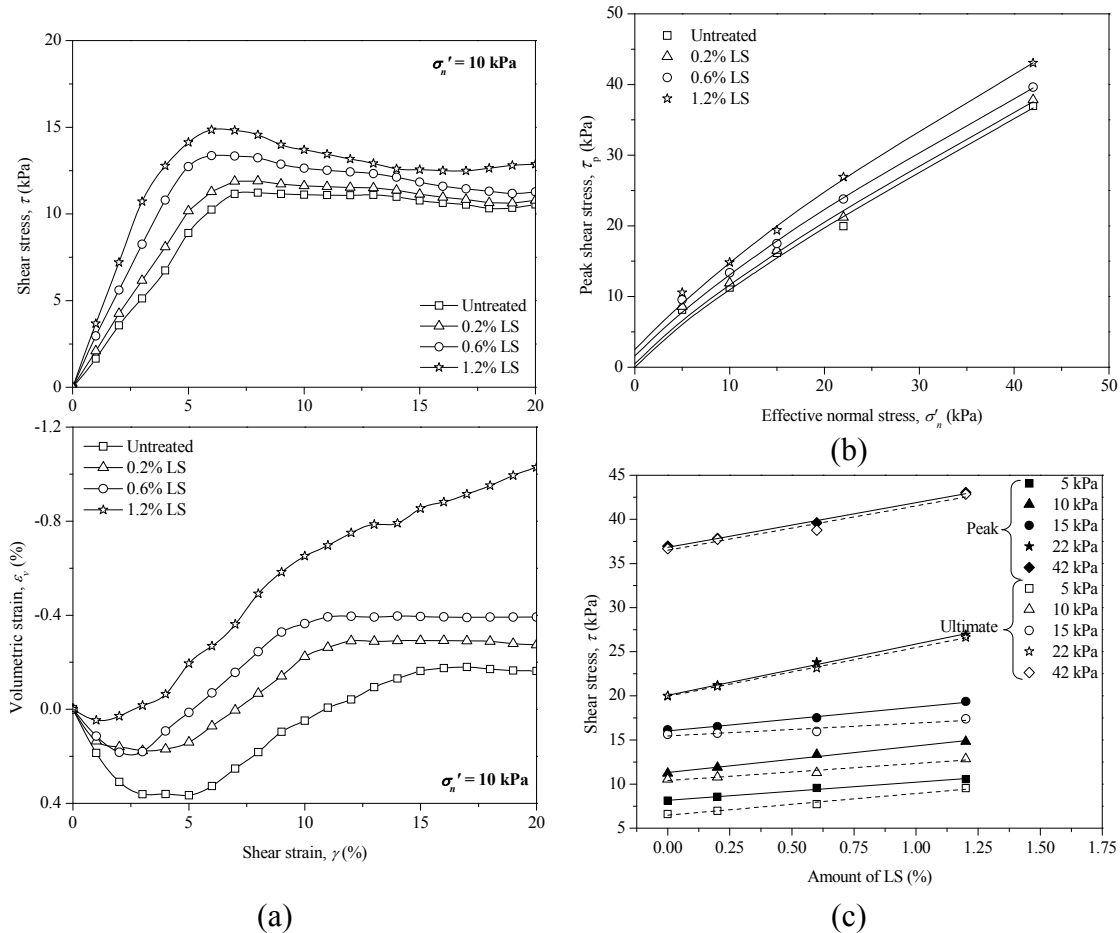 20
15
10
5
0
Shear stress, τ (kPa)
σn′ = 10 kPa
Untreated
0.2% LS
0.6% LS
1.2% LS
0 5 10 15 20
-1.2
-0.8
-0.4
0.0
0.4
Volumetric strain, εv (%)
Untreated
0.2% LS
0.6% LS
1.2% LS
σn′ = 10 kPa
0 5 10 15 20
Shear strain, γ (%)
(a)
50
40
30
20
10
0
Peak shear stress, τp (kPa)
Untreated
0.2% LS
0.6% LS
1.2% LS
0 10 20 30 40 50
Effective normal stress, σ′n (kPa)
(b)
45
40
35
30
25
20
15
10
5
Shear stress, τ (kPa)
Peak
5 kPa
10 kPa
15 kPa
22 kPa
42 kPa
Ultimate
5 kPa
10 kPa
15 kPa
22 kPa
42 kPa
0.00 0.25 0.50 0.75 1.00 1.25 1.50 1.75
Amount of LS (%)
(c)